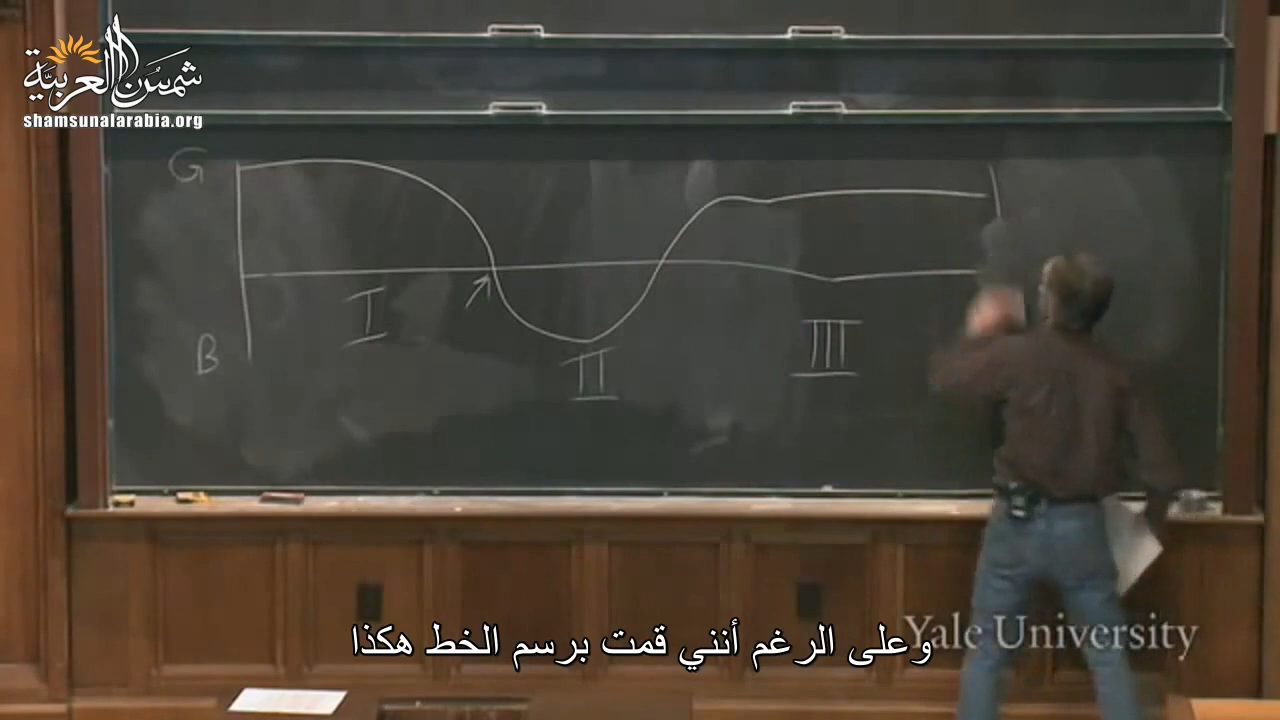 شمس العربية
shamsunalarabia.org
G
B
I
II
III
Yale University
وعلى الرغم أنني قمت برسم الخط هكذا